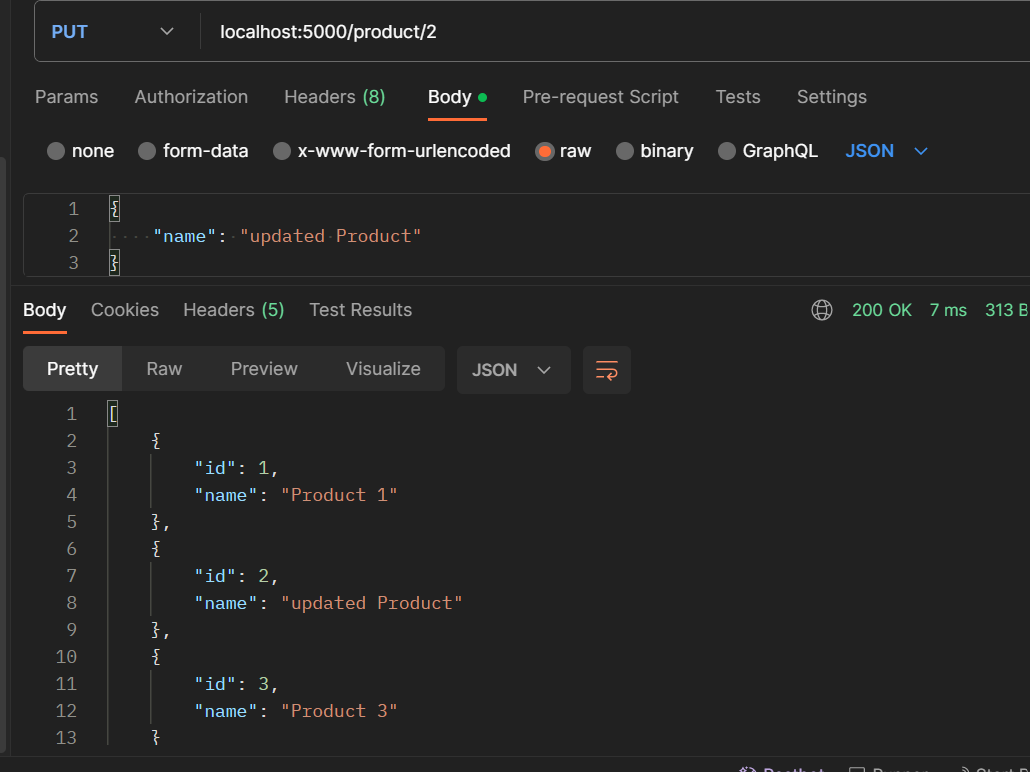 PUT localhost:5000/product/2
Params Authorization Headers (8) Body Pre-request Script Tests Settings
none form-data x-www-form-urlencoded raw binary GraphQL JSON
1 {
2 "name": "updated Product"
3 }
Body Cookies Headers (5) Test Results 200 OK 7 ms 313 B
Pretty Raw Preview Visualize JSON
1 [
2 {
3 "id": 1,
4 "name": "Product 1"
5 },
6 {
7 "id": 2,
8 "name": "updated Product"
9 },
10 {
11 "id": 3,
12 "name": "Product 3"
13 }